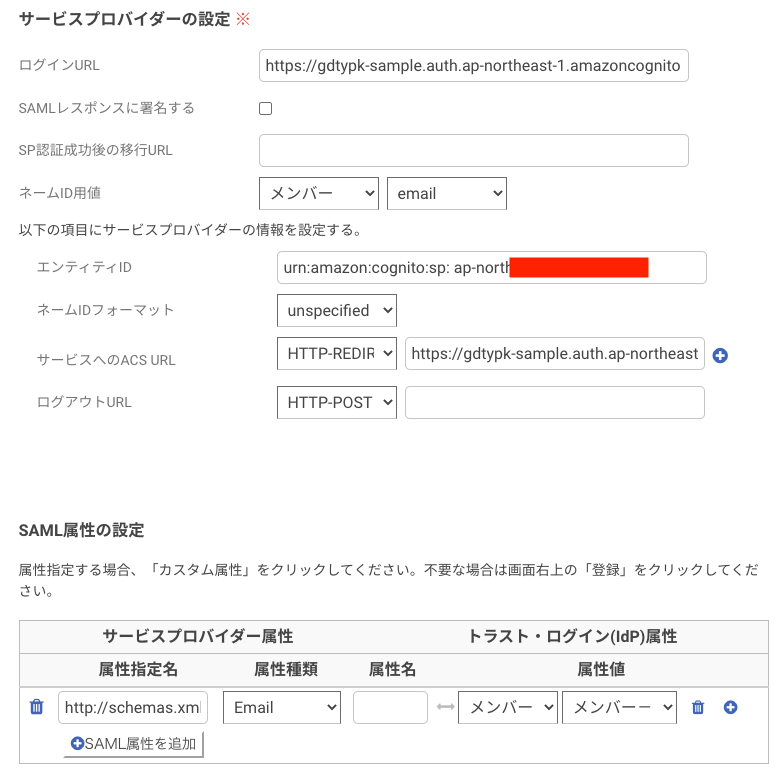 サービスプロバイダーの設定 ※
ログインURL https://gdtypk-sample.auth.ap-northeast-1.amazoncognito
SAMLレスポンスに署名する
SP認証成功後の移行URL
ネームID用値 メンバー email
以下の項目にサービスプロバイダーの情報を設定する。
エンティティID urn:amazon:cognito:sp: ap-north
ネームIDフォーマット unspecified
サービスへのACS URL HTTP-REDIR https://gdtypk-sample.auth.ap-northeast
ログアウトURL HTTP-POST
SAML属性の設定
属性指定する場合、「カスタム属性」をクリックしてください。不要な場合は画面右上の「登録」をクリックしてくだ
さい。
サービスプロバイダー属性 トラスト・ログイン(IdP)属性
属性指定名 属性種類 属性名 属性値
http://schemas.xml Email メンバー メンバーー
SAML属性を追加